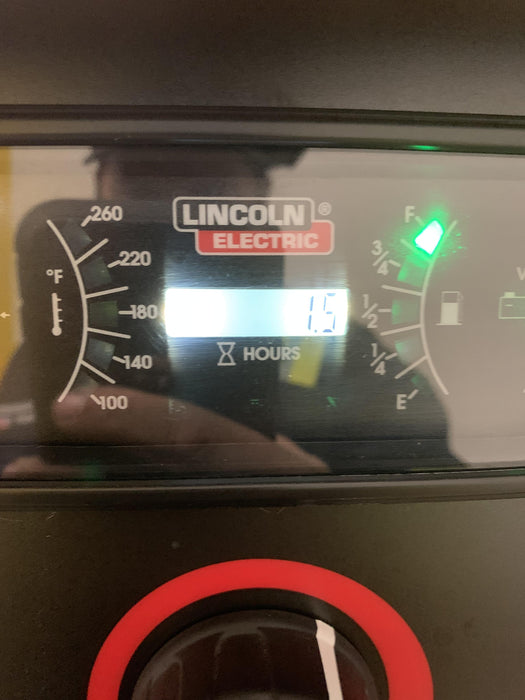 260
220
°F
180
140
100
LINCOLN ®
ELECTRIC
1.5
HOURS
F
3/4
1/2
1/4
E
V